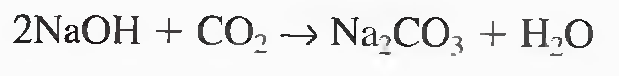 2NaOH + CO₂ → Na₂CO₃ + H₂O